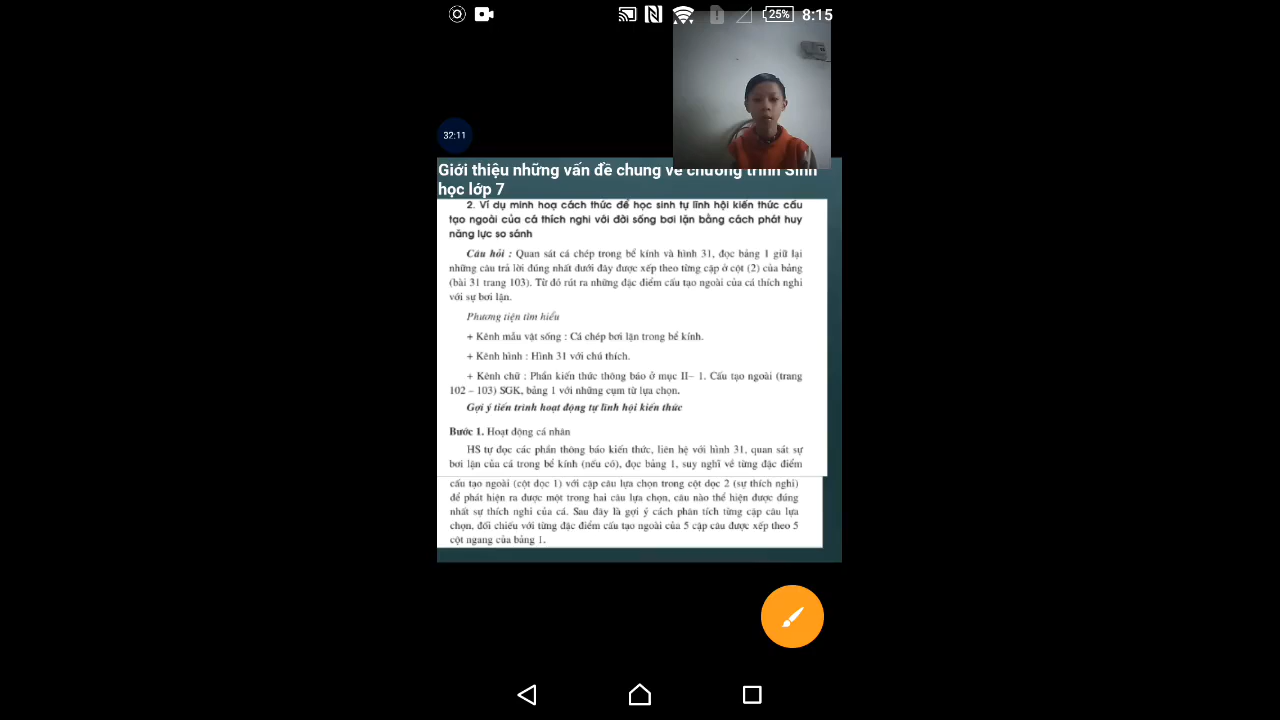 25%
8:15
32:11
Giới thiệu những vấn đề chung về chương trình Sinh
học lớp 7
2. Ví dụ minh hoạ cách thức để học sinh tự lĩnh hội kiến thức cấu
tạo ngoài của cá thích nghi với đời sống bơi lặn bằng cách phát huy
năng lực so sánh
Câu hỏi : Quan sát cá chép trong bể kính và hình 31, đọc bảng 1 giữ lại
những câu trả lời đúng nhất dưới đây được xếp theo từng cặp ở cột (2) của bảng
(bài 31 trang 103). Từ đó rút ra những đặc điểm cấu tạo ngoài của cá thích nghi
với sự bơi lặn.
Phương tiện tìm hiểu
+ Kênh mẫu vật sống : Cá chép bơi lặn trong bể kính.
+ Kênh hình : Hình 31 với chú thích.
+ Kênh chữ : Phần kiến thức thông báo ở mục II– 1. Cấu tạo ngoài (trang
102 – 103) SGK, bảng 1 với những cụm từ lựa chọn.
Gợi ý tiến trình hoạt động tự lĩnh hội kiến thức
Bước 1. Hoạt động cá nhân
HS tự đọc các phần thông báo kiến thức, liên hệ với hình 31, quan sát sự
bơi lặn của cá trong bể kính (nếu có), đọc bảng 1, suy nghĩ về từng đặc điểm
cấu tạo ngoài (cột dọc 1) với cặp câu lựa chọn trong cột dọc 2 (sự thích nghi)
để phát hiện ra được một trong hai câu lựa chọn, câu nào thể hiện được đúng
nhất sự thích nghi của cá. Sau đây là gợi ý cách phân tích từng cặp câu lựa
chọn, đối chiếu với từng đặc điểm cấu tạo ngoài của 5 cặp câu được xếp theo 5
cột ngang của bảng 1.